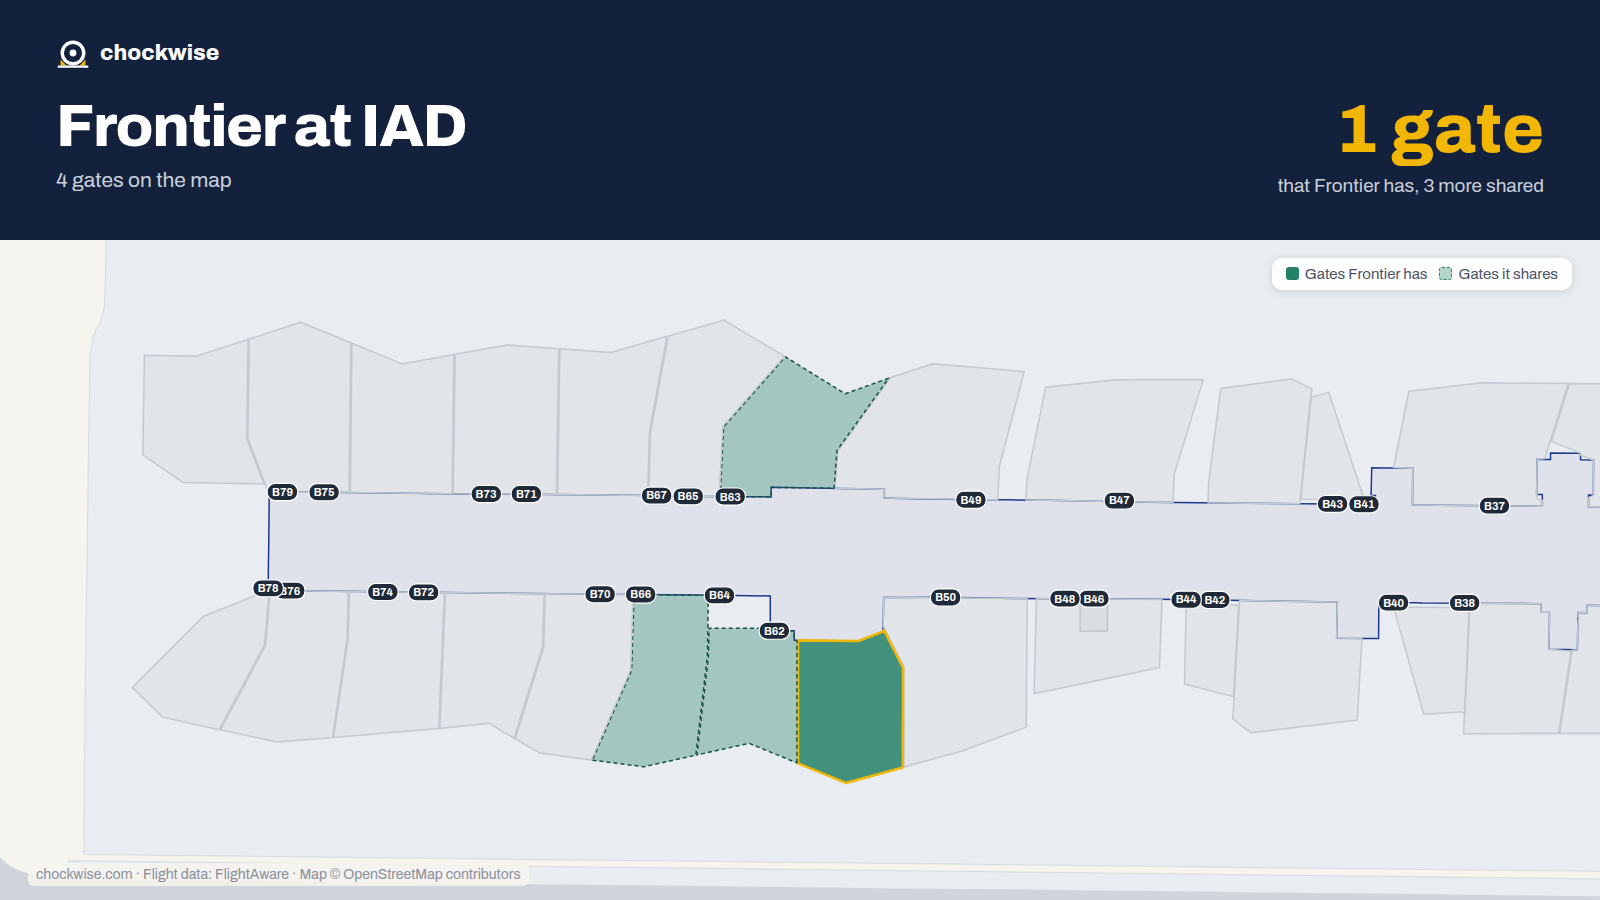 chockwise
Frontier at IAD
4 gates on the map
1 gate
that Frontier has, 3 more shared
Gates Frontier has
Gates it shares
B79
B75
B73
B71
B67
B65
B63
B49
B47
B43
B41
B37
B78
B76
B74
B72
B70
B66
B64
B62
B50
B48
B46
B44
B42
B40
B38
chockwise.com · Flight data: FlightAware · Map © OpenStreetMap contributors